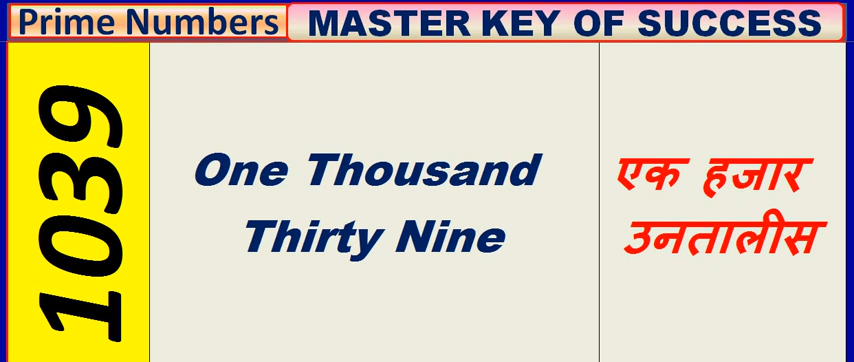 Prime Numbers
MASTER KEY OF SUCCESS
1039
One Thousand
Thirty Nine
एक हजार
उनतालीस